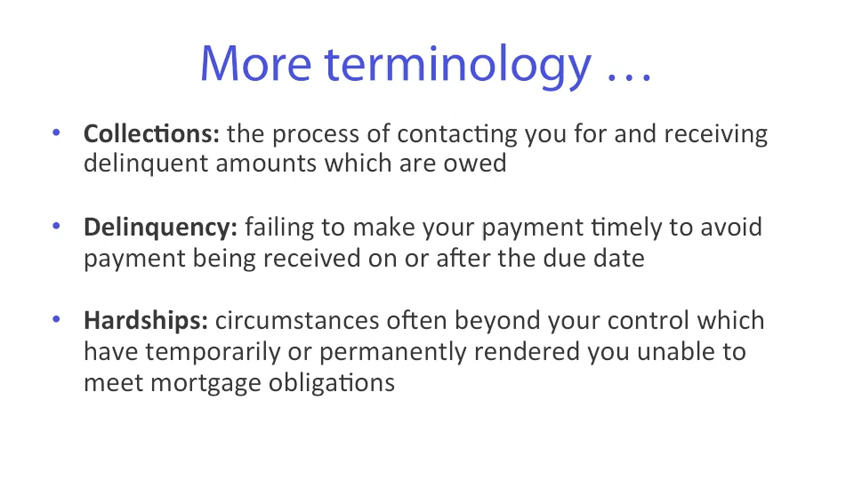 More terminology …
• Collections: the process of contacting you for and receiving
delinquent amounts which are owed
• Delinquency: failing to make your payment timely to avoid
payment being received on or after the due date
• Hardships: circumstances often beyond your control which
have temporarily or permanently rendered you unable to
meet mortgage obligations